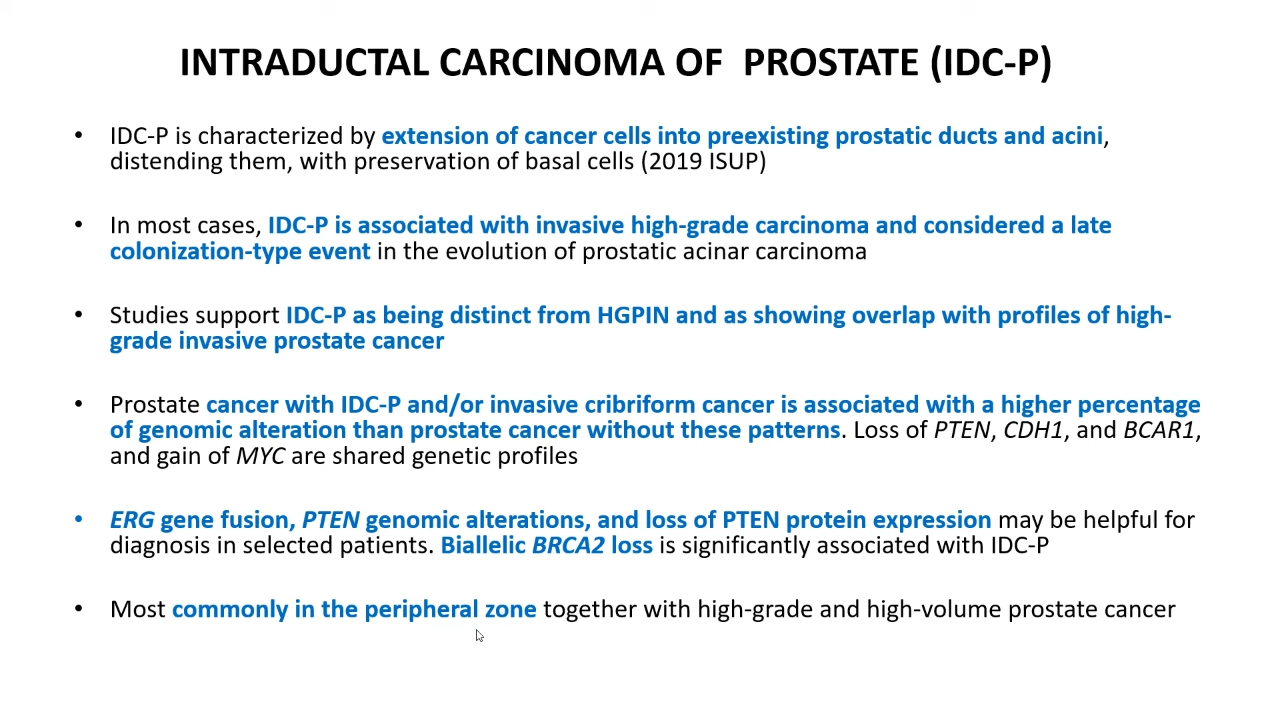 INTRADUCTAL CARCINOMA OF  PROSTATE (IDC-P)
• IDC-P is characterized by extension of cancer cells into preexisting prostatic ducts and acini,
distending them, with preservation of basal cells (2019 ISUP)
• In most cases, IDC-P is associated with invasive high-grade carcinoma and considered a late
colonization-type event in the evolution of prostatic acinar carcinoma
• Studies support IDC-P as being distinct from HGPIN and as showing overlap with profiles of high-
grade invasive prostate cancer
• Prostate cancer with IDC-P and/or invasive cribriform cancer is associated with a higher percentage
of genomic alteration than prostate cancer without these patterns. Loss of PTEN, CDH1, and BCAR1,
and gain of MYC are shared genetic profiles
• ERG gene fusion, PTEN genomic alterations, and loss of PTEN protein expression may be helpful for
diagnosis in selected patients. Biallelic BRCA2 loss is significantly associated with IDC-P
• Most commonly in the peripheral zone together with high-grade and high-volume prostate cancer